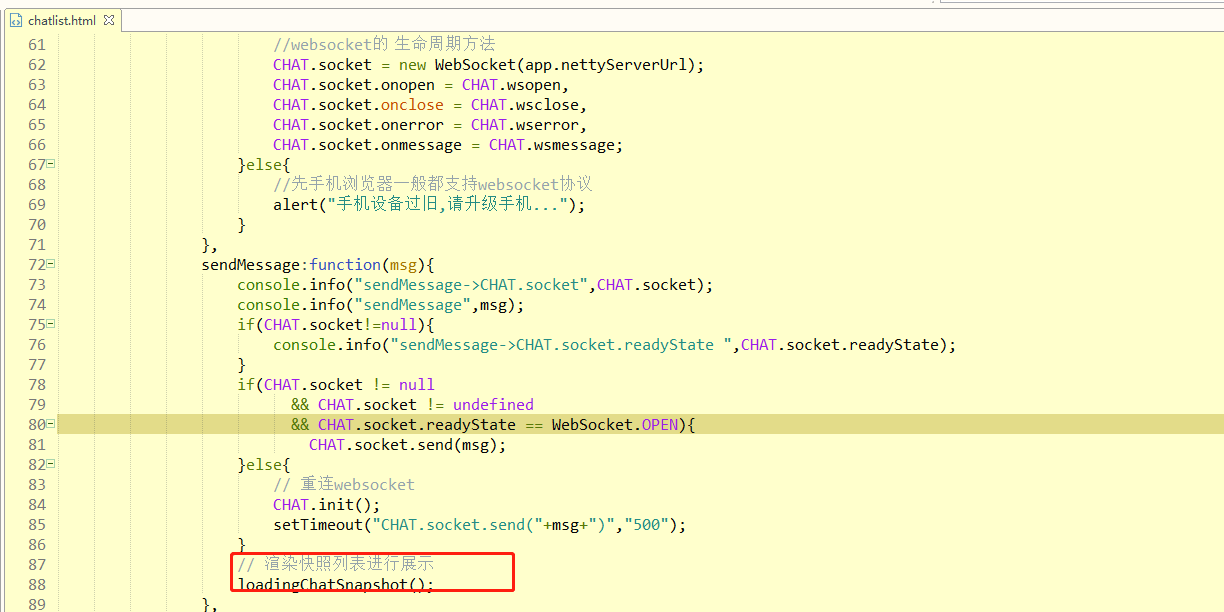 chatlist.html
61 //websocket的 生命周期方法
62 CHAT.socket = new WebSocket(app.nettyServerUrl);
63 CHAT.socket.onopen = CHAT.wsopen,
64 CHAT.socket.onclose = CHAT.wsclose,
65 CHAT.socket.onerror = CHAT.wserror,
66 CHAT.socket.onmessage = CHAT.wsmessage;
67 }else{
68 //先手机浏览器一般都支持websocket协议
69 alert("手机设备过旧,请升级手机...");
70 }
71 },
72 sendMessage:function(msg){
73 console.info("sendMessage->CHAT.socket",CHAT.socket);
74 console.info("sendMessage",msg);
75 if(CHAT.socket!=null){
76 console.info("sendMessage->CHAT.socket.readyState ",CHAT.socket.readyState);
77 }
78 if(CHAT.socket != null
79 && CHAT.socket != undefined
80 && CHAT.socket.readyState == WebSocket.OPEN){
81 CHAT.socket.send(msg);
82 }else{
83 // 重连websocket
84 CHAT.init();
85 setTimeout("CHAT.socket.send("+msg+")","500");
86 }
87 // 渲染快照列表进行展示
88 loadingChatSnapshot();
89 },